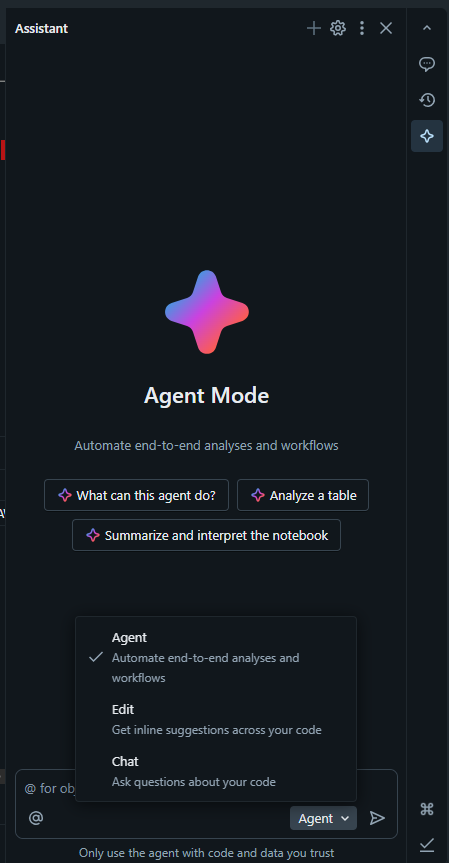 Assistant
Agent Mode
Automate end-to-end analyses and workflows
What can this agent do?
Analyze a table
Summarize and interpret the notebook
Agent
Automate end-to-end analyses and
workflows
Edit
Get inline suggestions across your code
Chat
Ask questions about your code
@ for
@
Agent
Only use the agent with code and data you trust